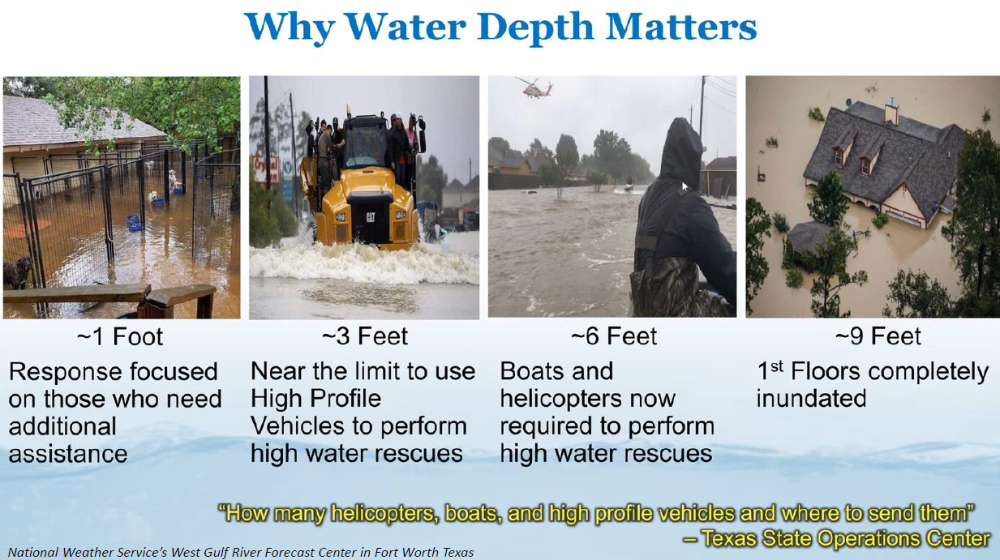 Why Water Depth Matters
~1 Foot
Response focused
on those who need
additional
assistance
~3 Feet
Near the limit to use
High Profile
Vehicles to perform
high water rescues
~6 Feet
Boats and
helicopters now
required to perform
high water rescues
~9 Feet
1st Floors completely
inundated
“How many helicopters, boats, and high profile vehicles and where to send them”
– Texas State Operations Center
National Weather Service’s West Gulf River Forecast Center in Fort Worth Texas
Crystal
CAT